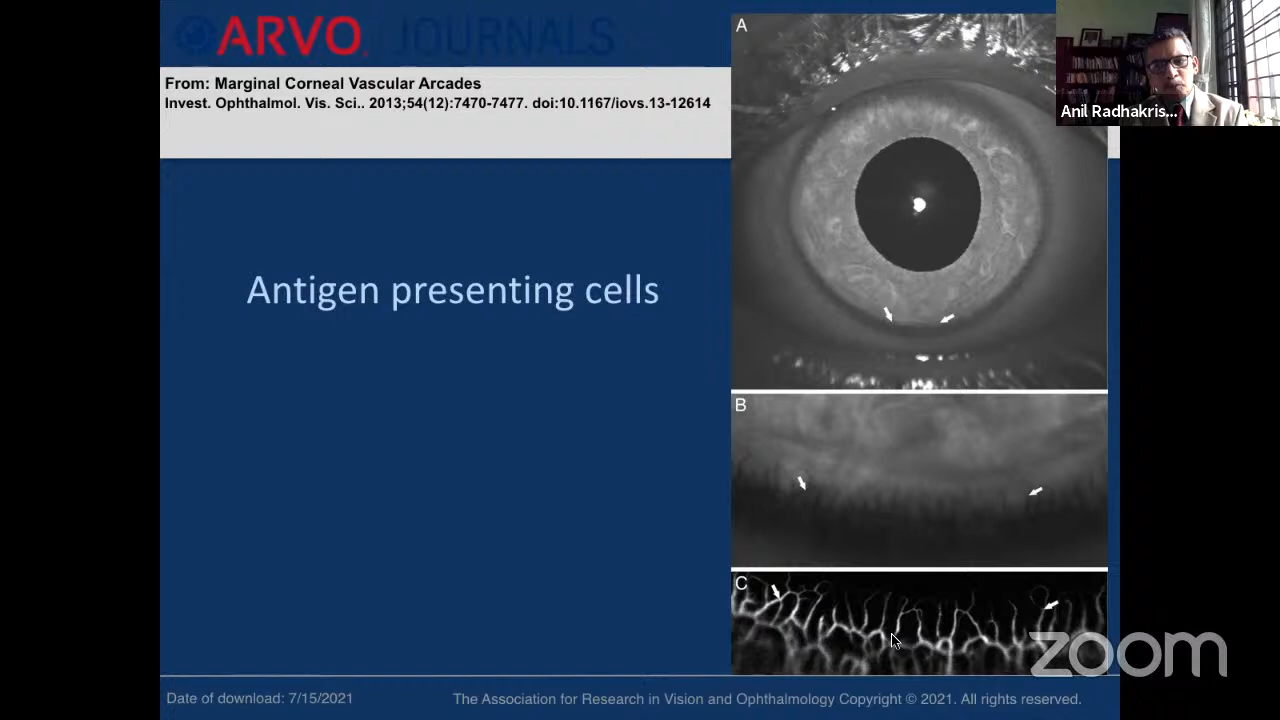 ARVO JOURNALS
From: Marginal Corneal Vascular Arcades
Invest. Ophthalmol. Vis. Sci.. 2013;54(12):7470-7477. doi:10.1167/iovs.13-12614
Antigen presenting cells
A
B
C
Anil Radhakris...
zoom
Date of download: 7/15/2021
The Association for Research in Vision and Ophthalmology Copyright © 2021. All rights reserved.